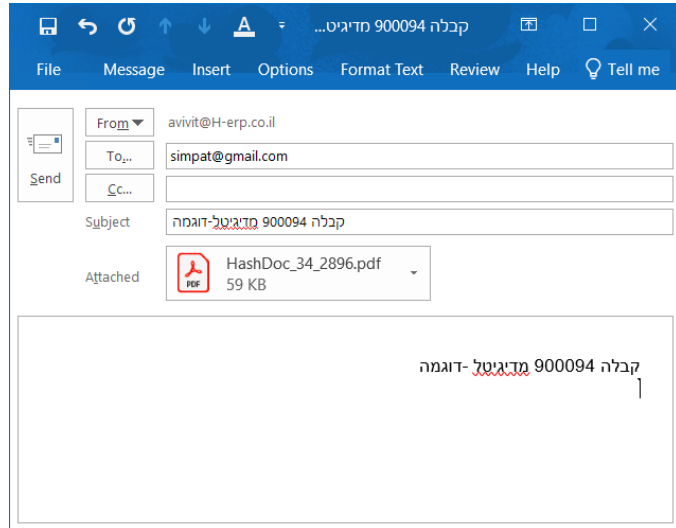 קבלה 900094 מדיגיט...
File Message Insert Options Format Text Review Help Tell me
From avivit@H-erp.co.il
To... simpat@gmail.com
Cc...
Send
Subject קבלה 900094 מדיגיטל-דוגמה
Attached HashDoc_34_2896.pdf
59 KB
PDF
קבלה 900094 מדיגיטל -דוגמה